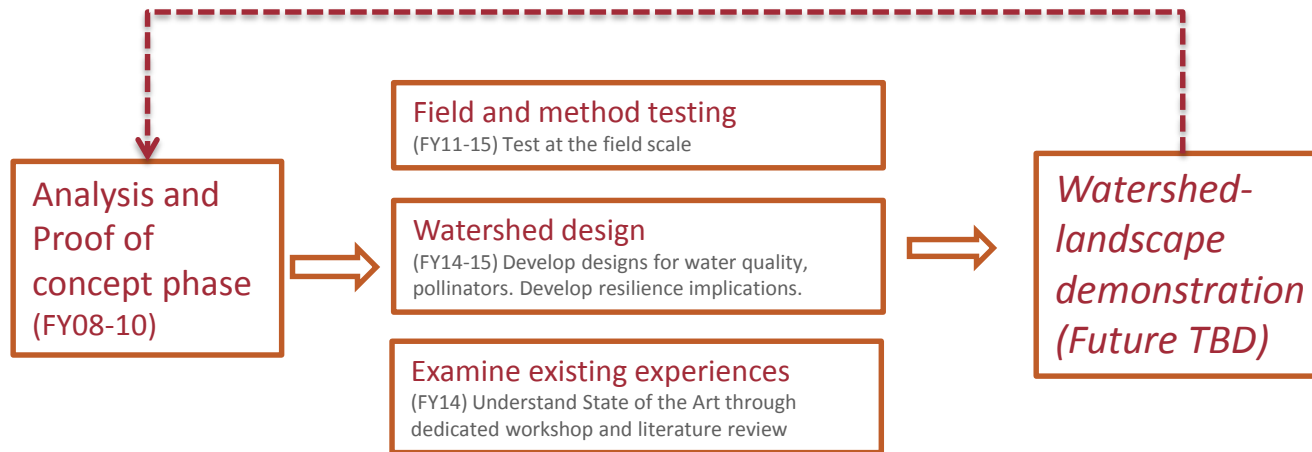 Analysis and
Proof of
concept phase
(FY08-10)
Field and method testing
(FY11-15) Test at the field scale
Watershed design
(FY14-15) Develop designs for water quality,
pollinators. Develop resilience implications.
Examine existing experiences
(FY14) Understand State of the Art through
dedicated workshop and literature review
Watershed-
landscape
demonstration
(Future TBD)